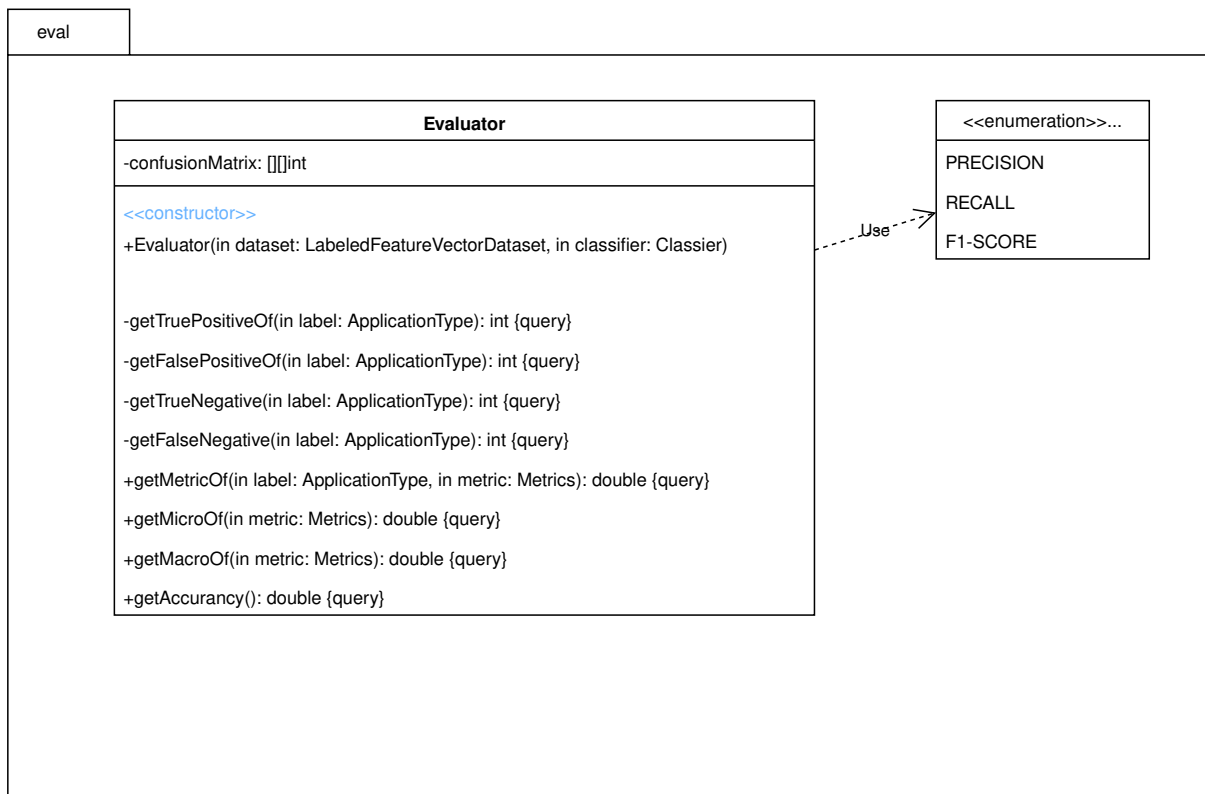 eval
Evaluator
-confusionMatrix: [][]int
<<constructor>>
+Evaluator(in dataset: LabeledFeatureVectorDataset, in classifier: Classier)
-getTruePositiveOf(in label: ApplicationType): int {query}
-getFalsePositiveOf(in label: ApplicationType): int {query}
-getTrueNegative(in label: ApplicationType): int {query}
-getFalseNegative(in label: ApplicationType): int {query}
+getMetricOf(in label: ApplicationType, in metric: Metrics): double {query}
+getMicroOf(in metric: Metrics): double {query}
+getMacroOf(in metric: Metrics): double {query}
+getAccurancy(): double {query}
Use
<<enumeration>>...
PRECISION
RECALL
F1-SCORE